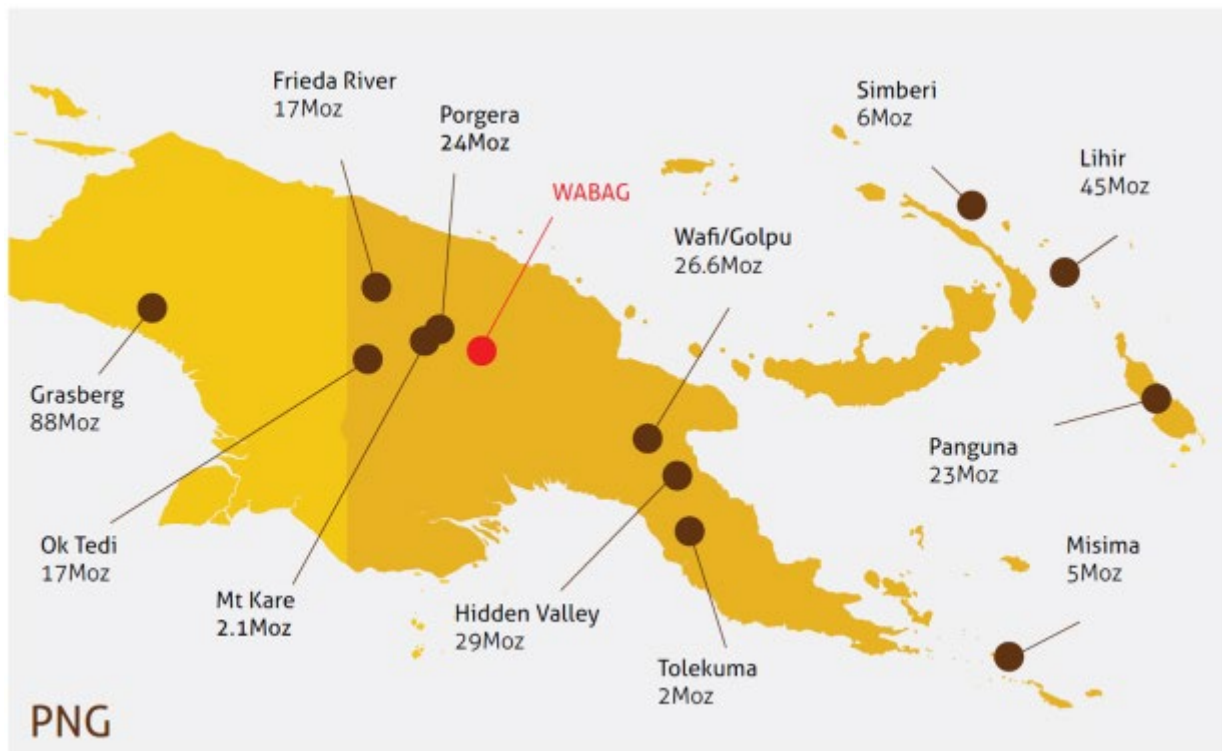 Frieda River
17Moz
Porgera
24Moz
WABAG
Simberi
6Moz
Lihir
45Moz
Wafi/Golpu
26.6Moz
Grasberg
88Moz
Panguna
23Moz
Ok Tedi
17Moz
Mt Kare
2.1Moz
Hidden Valley
29Moz
Tolekuma
2Moz
Misima
5Moz
PNG